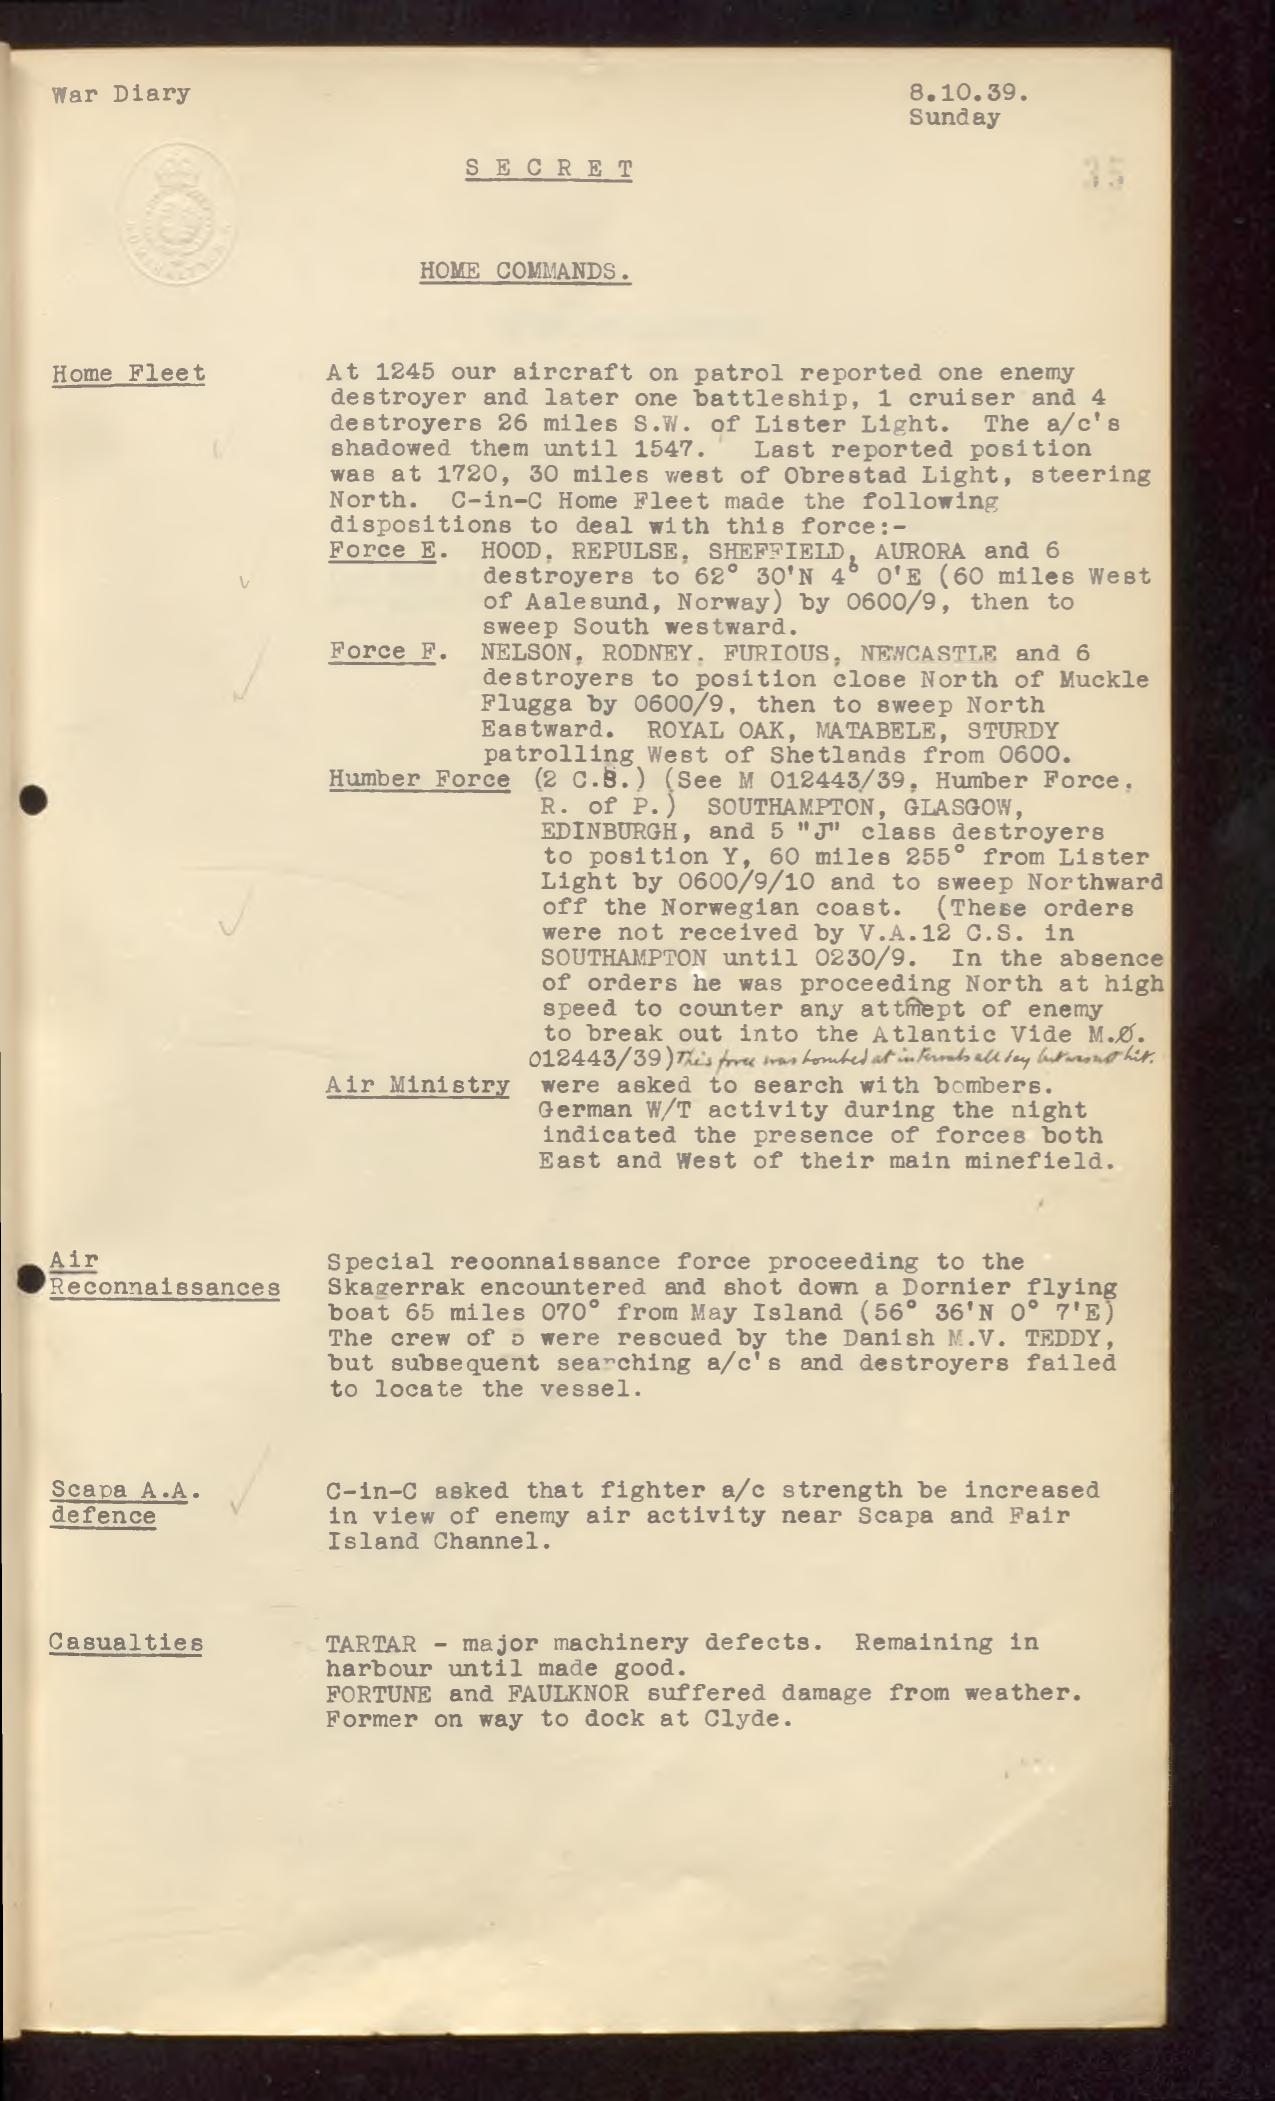 War Diary
8.10.39.
Sunday
S E C R E T
35
HOME COMMANDS.
Home Fleet
At 1245 our aircraft on patrol reported one enemy
destroyer and later one battleship, 1 cruiser and 4
destroyers 26 miles S.W. of Lister Light. The a/c's
shadowed them until 1547. Last reported position
was at 1720, 30 miles west of Obrestad Light, steering
North. C-in-C Home Fleet made the following
dispositions to deal with this force:-
Force E. HOOD, REPULSE, SHEFFIELD, AURORA and 6
destroyers to 62° 30'N 4° 0'E (60 miles West
of Aalesund, Norway) by 0600/9, then to
sweep South westward.
Force F. NELSON, RODNEY, FURIOUS, NEWCASTLE and 6
destroyers to position close North of Muckle
Flugga by 0600/9, then to sweep North
Eastward. ROYAL OAK, MATABELE, STURDY
patrolling West of Shetlands from 0600.
Humber Force (2 C.S.) (See M 012443/39, Humber Force,
R. of P.) SOUTHAMPTON, GLASGOW,
EDINBURGH, and 5 "J" class destroyers
to position Y, 60 miles 255° from Lister
Light by 0600/9/10 and to sweep Northward
off the Norwegian coast. (These orders
were not received by V.A.12 C.S. in
SOUTHAMPTON until 0230/9. In the absence
of orders he was proceeding North at high
speed to counter any attmept of enemy
to break out into the Atlantic Vide M.0.
012443/39) This force was bombed at intervals all day but was not hit.
Air Ministry were asked to search with bombers.
German W/T activity during the night
indicated the presence of forces both
East and West of their main minefield.
Air
Reconnaissances
Special reoonnaissance force proceeding to the
Skagerrak encountered and shot down a Dornier flying
boat 65 miles 070° from May Island (56° 36'N 0° 7'E)
The crew of 5 were rescued by the Danish M.V. TEDDY,
but subsequent searching a/c's and destroyers failed
to locate the vessel.
Scapa A.A.
defence
C-in-C asked that fighter a/c strength be increased
in view of enemy air activity near Scapa and Fair
Island Channel.
Casualties
TARTAR - major machinery defects. Remaining in
harbour until made good.
FORTUNE and FAULKNOR suffered damage from weather.
Former on way to dock at Clyde.